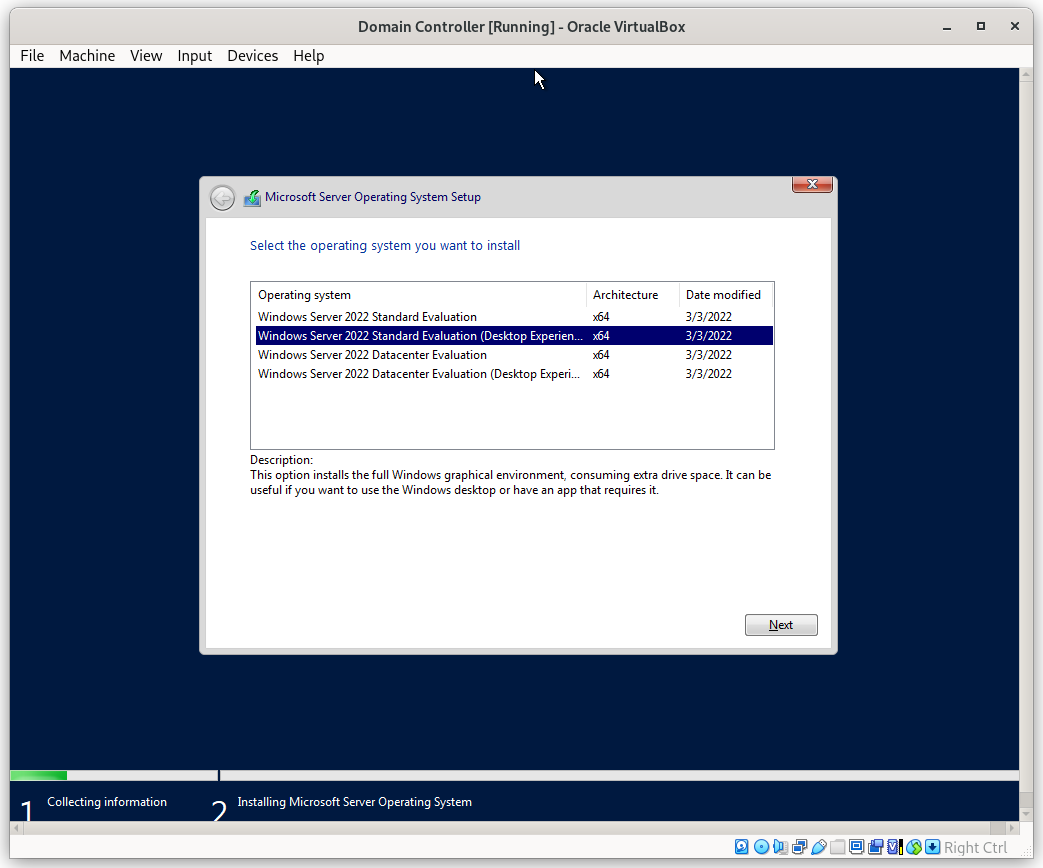 Domain Controller [Running] - Oracle VirtualBox
File Machine View Input Devices Help
Microsoft Server Operating System Setup
Select the operating system you want to install
Operating system Architecture Date modified
Windows Server 2022 Standard Evaluation x64 3/3/2022
Windows Server 2022 Standard Evaluation (Desktop Experien... x64 3/3/2022
Windows Server 2022 Datacenter Evaluation x64 3/3/2022
Windows Server 2022 Datacenter Evaluation (Desktop Experi... x64 3/3/2022
Description:
This option installs the full Windows graphical environment, consuming extra drive space. It can be
useful if you want to use the Windows desktop or have an app that requires it.
Next
1 Collecting information 2 Installing Microsoft Server Operating System
Right Ctrl